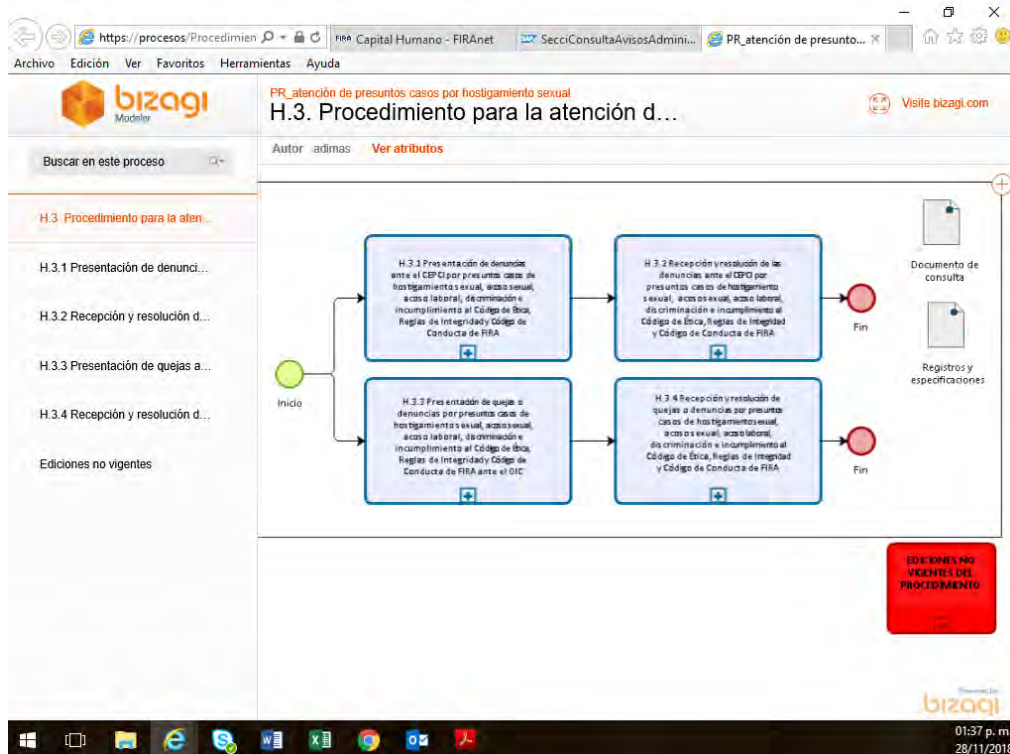 https://procesos/Procedimien
FIRA Capital Humano - FIRAnet
SecciConsultaAvisosAdmini...
PR_atención de presunto...
Archivo Edición Ver Favoritos Herramientas Ayuda
bizagi
Modeler
PR_atención de presuntos casos por hostigamiento sexual
H.3. Procedimiento para la atención d...
Visite bizagi.com
Buscar en este proceso
Autor adimas Ver atributos
H.3 Procedimiento para la aten...
H.3.1 Presentación de denunci...
H.3.2 Recepción y resolución d...
H.3.3 Presentación de quejas a...
H.3.4 Recepción y resolución d...
Ediciones no vigentes
Inicio
H.3.1 Presentación de denuncias
ante el CEPCI por presuntos casos de
hostigamiento sexual, acoso sexual,
acoso laboral, discriminación e
incumplimiento al Código de Ética,
Reglas de Integridad y Código de
Conducta de FIRA
H.3.2 Recepción y resolución de las
denuncias ante el CEPCI por
presuntos casos de hostigamiento
sexual, acoso sexual, acoso laboral,
discriminación e incumplimiento al
Código de Ética, Reglas de Integridad
y Código de Conducta de FIRA
Fin
H.3.3 Presentación de quejas o
denuncias por presuntos casos de
hostigamiento sexual, acoso sexual,
acoso laboral, discriminación e
incumplimiento al Código de Ética,
Reglas de Integridad y Código de
Conducta de FIRA ante el OIC
H.3.4 Recepción y resolución de
quejas o denuncias por presuntos
casos de hostigamiento sexual,
acoso sexual, acoso laboral,
discriminación e incumplimiento al
Código de Ética, Reglas de Integridad
y Código de Conducta de FIRA
Fin
Documento de
consulta
Registros y
especificaciones
EDICIONES NO
VIGENTES DEL
PROCEDIMIENTO
Powered by
bizagi
01:37 p. m.
28/11/2018